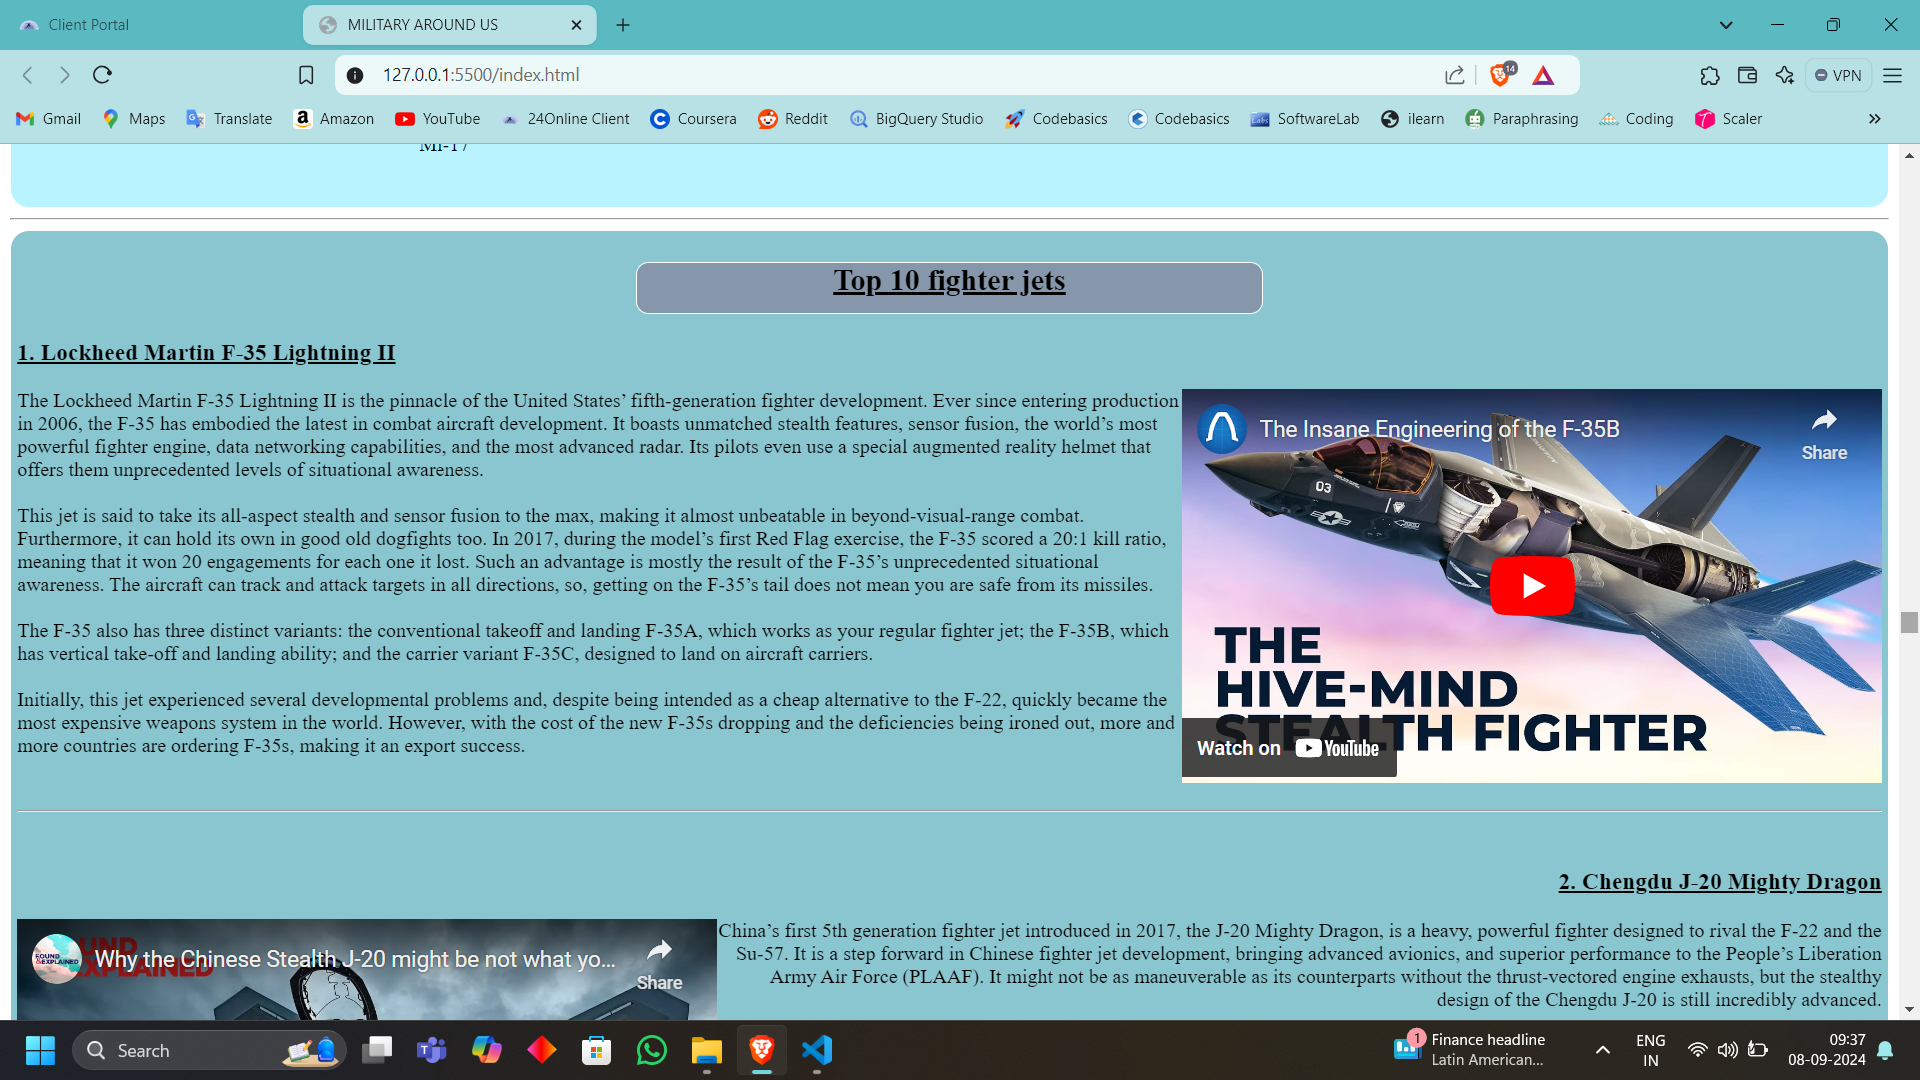 Client Portal
MILITARY AROUND US
127.0.0.1:5500/index.html
14
VPN
Gmail
Maps
Translate
Amazon
YouTube
24Online Client
Coursera
Reddit
BigQuery Studio
Codebasics
Codebasics
SoftwareLab
ilearn
Paraphrasing
Coding
Scaler
Mi-17
Top 10 fighter jets
1. Lockheed Martin F-35 Lightning II
The Lockheed Martin F-35 Lightning II is the pinnacle of the United States’ fifth-generation fighter development. Ever since entering production
in 2006, the F-35 has embodied the latest in combat aircraft development. It boasts unmatched stealth features, sensor fusion, the world’s most
powerful fighter engine, data networking capabilities, and the most advanced radar. Its pilots even use a special augmented reality helmet that
offers them unprecedented levels of situational awareness.
This jet is said to take its all-aspect stealth and sensor fusion to the max, making it almost unbeatable in beyond-visual-range combat.
Furthermore, it can hold its own in good old dogfights too. In 2017, during the model’s first Red Flag exercise, the F-35 scored a 20:1 kill ratio,
meaning that it won 20 engagements for each one it lost. Such an advantage is mostly the result of the F-35’s unprecedented situational
awareness. The aircraft can track and attack targets in all directions, so, getting on the F-35’s tail does not mean you are safe from its missiles.
The F-35 also has three distinct variants: the conventional takeoff and landing F-35A, which works as your regular fighter jet; the F-35B, which
has vertical take-off and landing ability; and the carrier variant F-35C, designed to land on aircraft carriers.
Initially, this jet experienced several developmental problems and, despite being intended as a cheap alternative to the F-22, quickly became the
most expensive weapons system in the world. However, with the cost of the new F-35s dropping and the deficiencies being ironed out, more and
more countries are ordering F-35s, making it an export success.
The Insane Engineering of the F-35B
Share
03
THE
HIVE-MIND
STEALTH FIGHTER
Watch on YouTube
2. Chengdu J-20 Mighty Dragon
FOUND
&EXPLAINED
Why the Chinese Stealth J-20 might be not what yo...
Share
China’s first 5th generation fighter jet introduced in 2017, the J-20 Mighty Dragon, is a heavy, powerful fighter designed to rival the F-22 and the
Su-57. It is a step forward in Chinese fighter jet development, bringing advanced avionics, and superior performance to the People’s Liberation
Army Air Force (PLAAF). It might not be as maneuverable as its counterparts without the thrust-vectored engine exhausts, but the stealthy
design of the Chengdu J-20 is still incredibly advanced.
Search
1
Finance headline
Latin American...
ENG
IN
09:37
08-09-2024